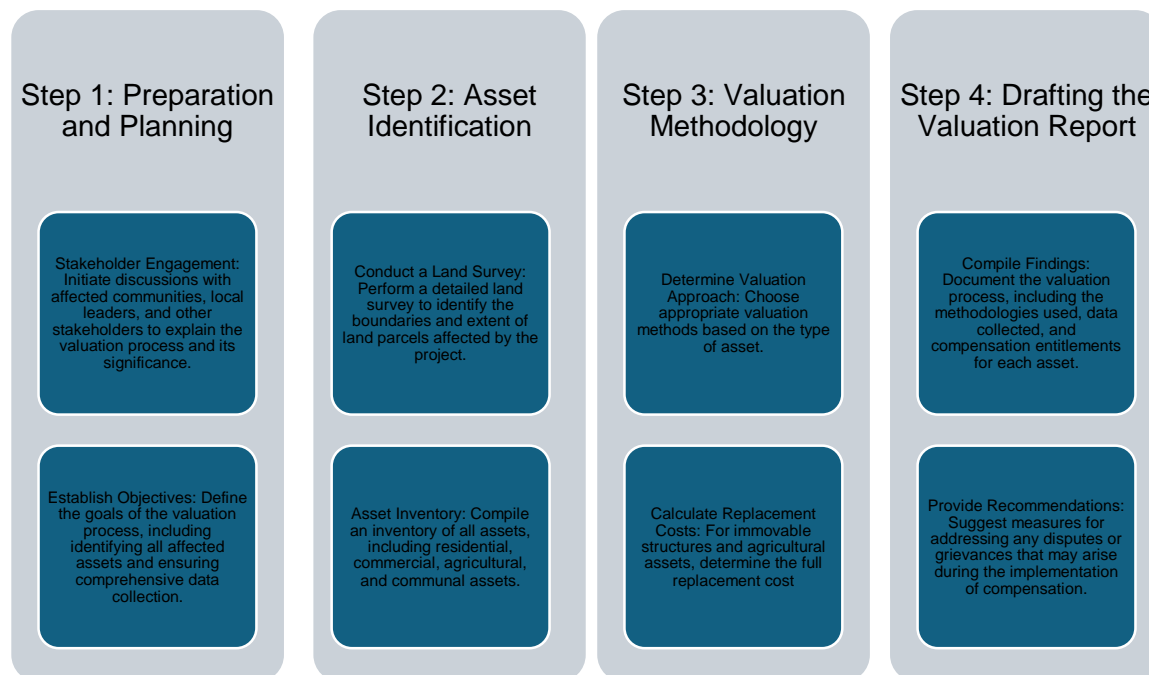 Step 1: Preparation
and Planning
Stakeholder Engagement:
Initiate discussions with
affected communities, local
leaders, and other
stakeholders to explain the
valuation process and its
significance.
Establish Objectives: Define
the goals of the valuation
process, including
identifying all affected
assets and ensuring
comprehensive data
collection.
Step 2: Asset
Identification
Conduct a Land Survey:
Perform a detailed land
survey to identify the
boundaries and extent of
land parcels affected by the
project.
Asset Inventory: Compile
an inventory of all assets,
including residential,
commercial, agricultural,
and communal assets.
Step 3: Valuation
Methodology
Determine Valuation
Approach: Choose
appropriate valuation
methods based on the type
of asset.
Calculate Replacement
Costs: For immovable
structures and agricultural
assets, determine the full
replacement cost
Step 4: Drafting the
Valuation Report
Compile Findings:
Document the valuation
process, including the
methodologies used, data
collected, and
compensation entitlements
for each asset.
Provide Recommendations:
Suggest measures for
addressing any disputes or
grievances that may arise
during the implementation
of compensation.